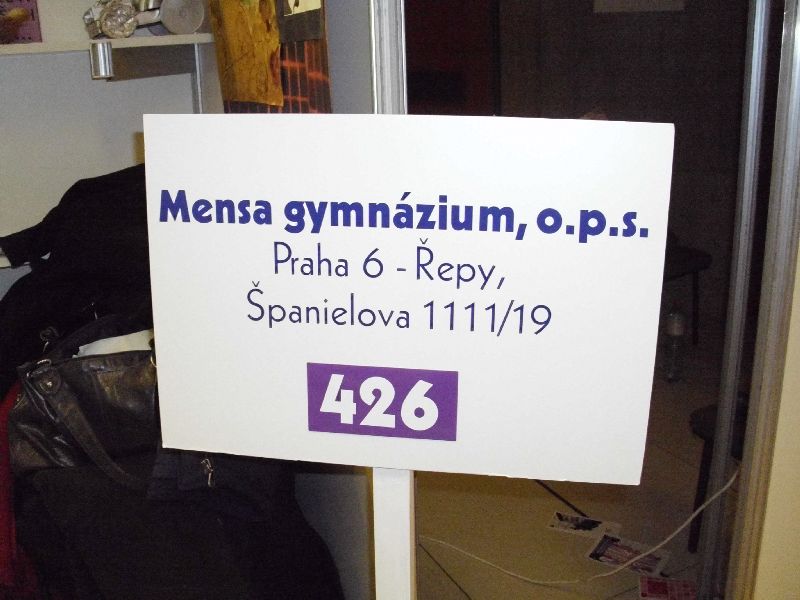 Mensa gymnázium, o.p.s.
Praha 6 - Řepy,
Španielova 1111/19
426